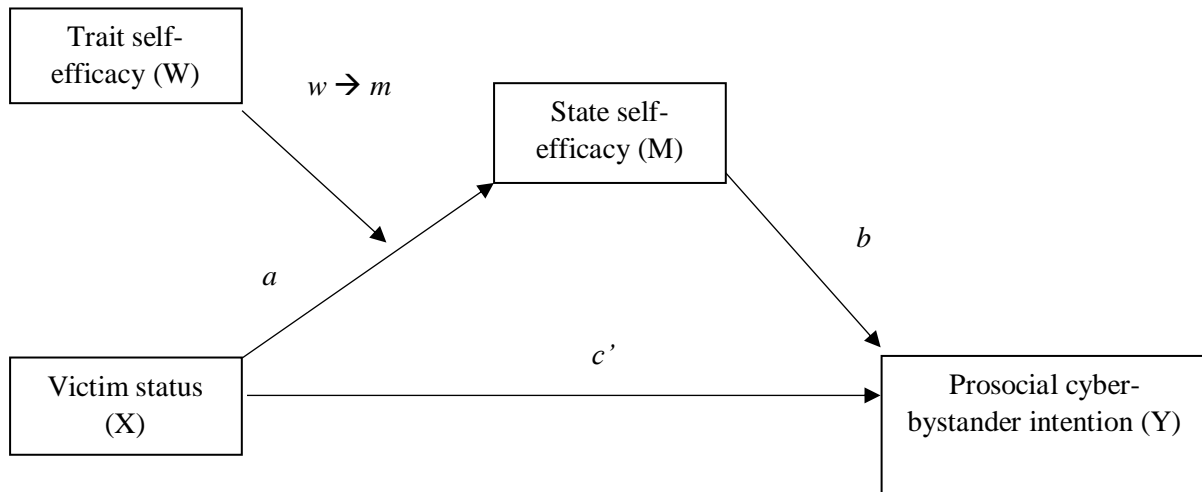 Trait self-
efficacy (W)
w → m
State self-
efficacy (M)
a
b
c’
Victim status
(X)
Prosocial cyber-
bystander intention (Y)